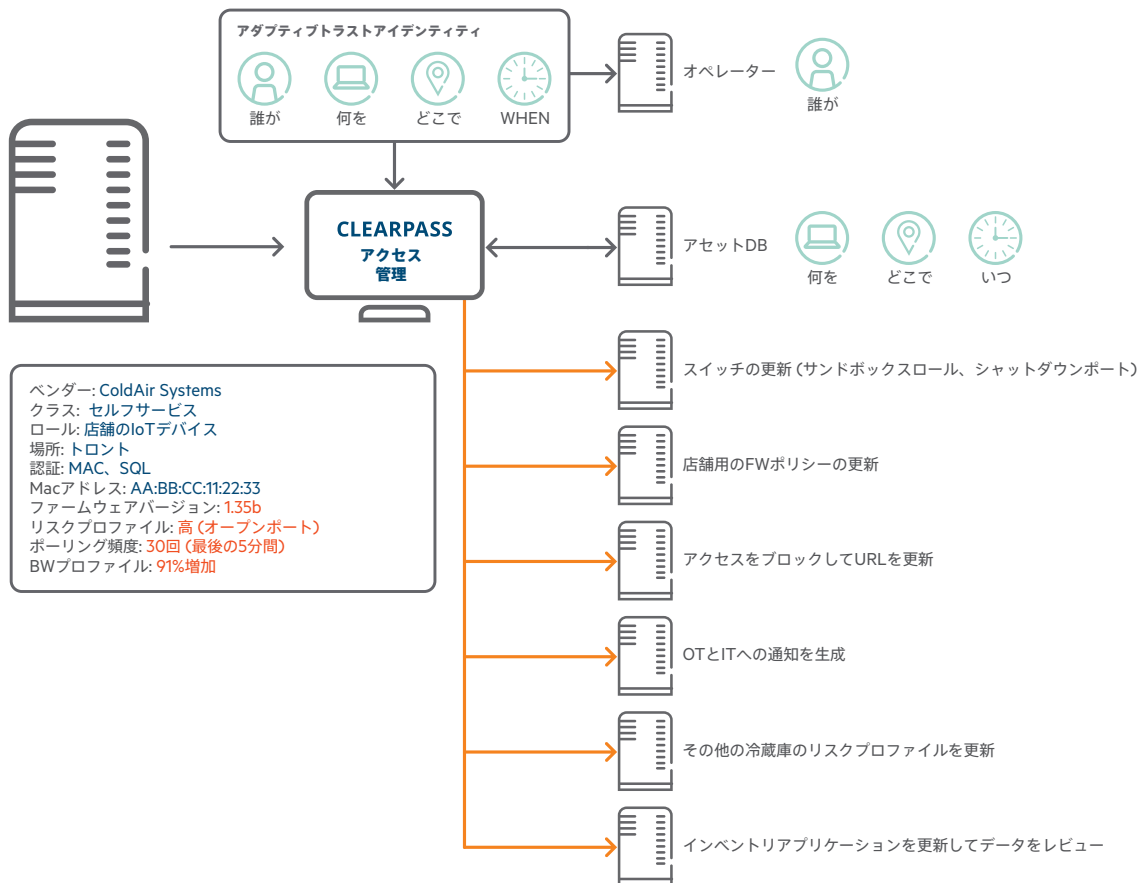 アダプティブトラストアイデンティティ
誰が
何を
どこで
WHEN
オペレーター
誰が
CLEARPASS
アクセス
管理
アセットDB
何を
どこで
いつ
スイッチの更新 (サンドボックスロール、シャットダウンポート)
店舗用のFWポリシーの更新
アクセスをブロックしてURLを更新
OTとITへの通知を生成
その他の冷蔵庫のリスクプロファイルを更新
インベントリアプリケーションを更新してデータをレビュー
ベンダー: ColdAir Systems
クラス: セルフサービス
ロール: 店舗のIoTデバイス
場所: トロント
認証: MAC、SQL
Macアドレス: AA:BB:CC:11:22:33
ファームウェアバージョン: 1.35b
リスクプロファイル: 高 (オープンポート)
ポーリング頻度: 30回 (最後の5分間)
BWプロファイル: 91%増加